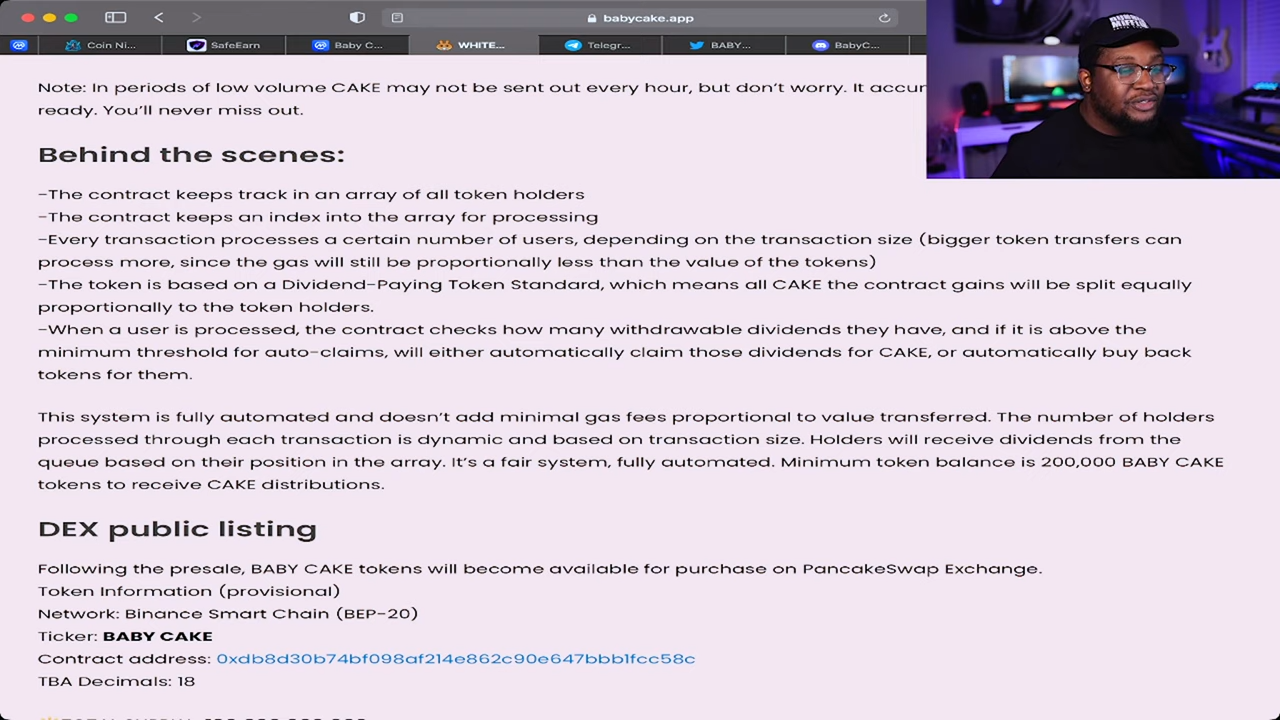 babycake.app
Coin Ni...
SafeEarn
Baby C...
WHITE...
Telegr...
BABY...
BabyC...
Note: In periods of low volume CAKE may not be sent out every hour, but don't worry. It accur
ready. You'll never miss out.
Behind the scenes:
-The contract keeps track in an array of all token holders
-The contract keeps an index into the array for processing
-Every transaction processes a certain number of users, depending on the transaction size (bigger token transfers can
process more, since the gas will still be proportionally less than the value of the tokens)
-The token is based on a Dividend-Paying Token Standard, which means all CAKE the contract gains will be split equally
proportionally to the token holders.
-When a user is processed, the contract checks how many withdrawable dividends they have, and if it is above the
minimum threshold for auto-claims, will either automatically claim those dividends for CAKE, or automatically buy back
tokens for them.
This system is fully automated and doesn't add minimal gas fees proportional to value transferred. The number of holders
processed through each transaction is dynamic and based on transaction size. Holders will receive dividends from the
queue based on their position in the array. It's a fair system, fully automated. Minimum token balance is 200,000 BABY CAKE
tokens to receive CAKE distributions.
DEX public listing
Following the presale, BABY CAKE tokens will become available for purchase on PancakeSwap Exchange.
Token Information (provisional)
Network: Binance Smart Chain (BEP-20)
Ticker: BABY CAKE
Contract address: 0xdb8d30b74bf098af214e862c90e647bbb1fcc58c
TBA Decimals: 18